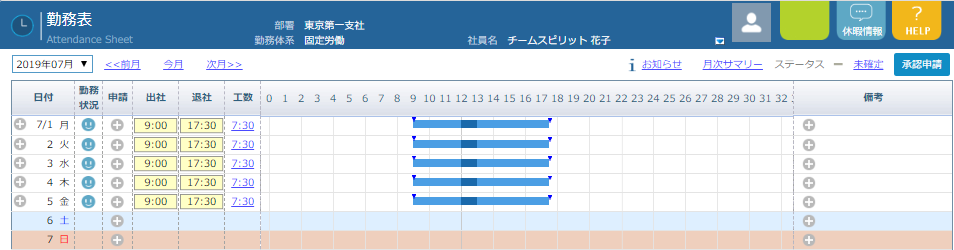 勤務表
Attendance Sheet
部署 東京第一支社
勤務体系 固定労働 社員名 チームスピリット 花子
休暇情報
?
HELP
2019年07月 <<前月 今月 次月>> お知らせ 月次サマリー ステータス ー 未確定 承認申請
日付 勤務状況 申請 出社 退社 工数 0 1 2 3 4 5 6 7 8 9 10 11 12 13 14 15 16 17 18 19 20 21 22 23 24 25 26 27 28 29 30 31 32 備考
7/1 月 9:00 17:30 7:30
2 火 9:00 17:30 7:30
3 水 9:00 17:30 7:30
4 木 9:00 17:30 7:30
5 金 9:00 17:30 7:30
6 土
7 日